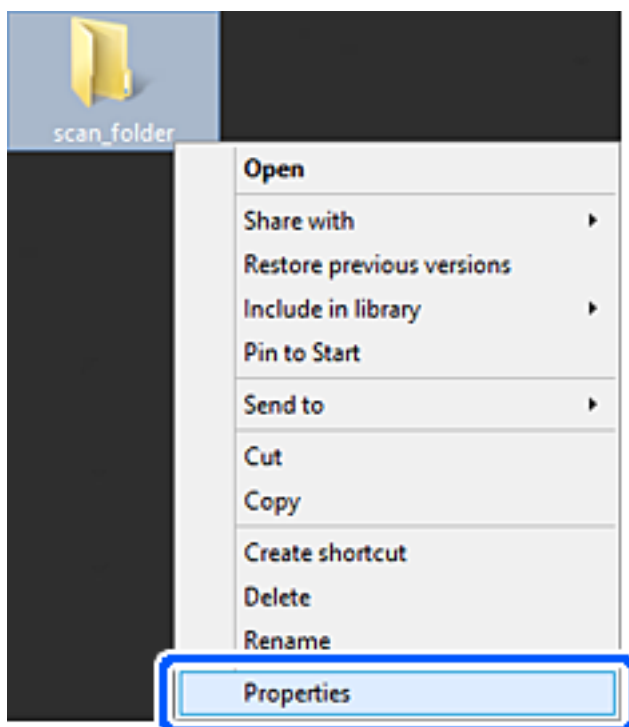 scan_folder
Open
Share with
Restore previous versions
Include in library
Pin to Start
Send to
Cut
Copy
Create shortcut
Delete
Rename
Properties